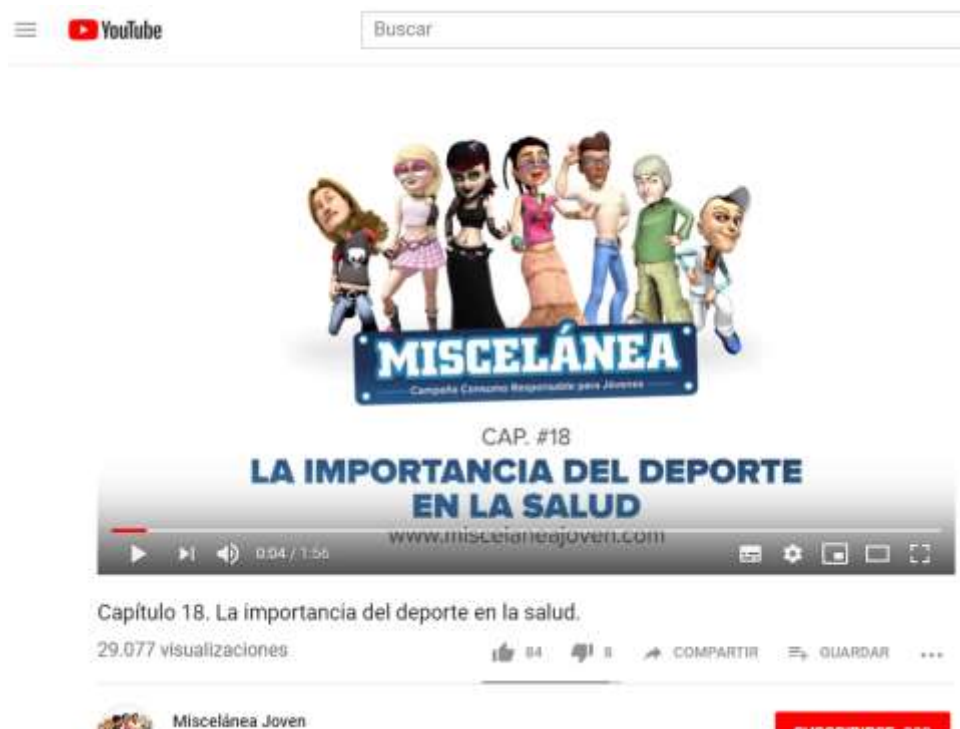 YouTube
Buscar
MISCELÁNEA
Campaña Consumo Responsable para Jóvenes
CAP. #18
LA IMPORTANCIA DEL DEPORTE
EN LA SALUD
www.miscelaneajoven.com
0:04 / 1:56
Capítulo 18. La importancia del deporte en la salud.
29.077 visualizaciones
84
8
COMPARTIR
GUARDAR
Miscelánea Joven